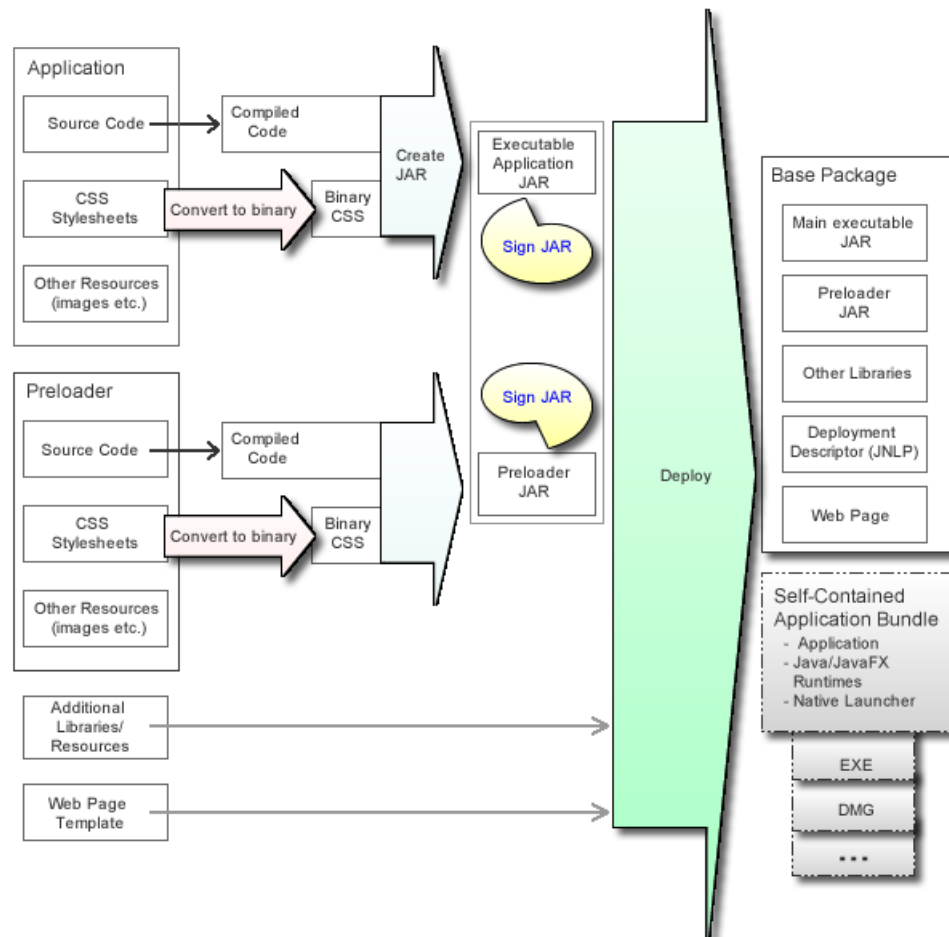 Application
Source Code
Compiled
Code
CSS
Stylesheets
Convert to binary
Binary
CSS
Other Resources
(images etc.)
Create
JAR
Executable
Application
JAR
Sign JAR
Preloader
Source Code
Compiled
Code
CSS
Stylesheets
Convert to binary
Binary
CSS
Other Resources
(images etc.)
Sign JAR
Preloader
JAR
Additional
Libraries/
Resources
Web Page
Template
Deploy
Base Package
Main executable
JAR
Preloader
JAR
Other Libraries
Deployment
Descriptor (JNLP)
Web Page
Self-Contained
Application Bundle
- Application
- Java/JavaFX
Runtimes
- Native Launcher
EXE
DMG
...